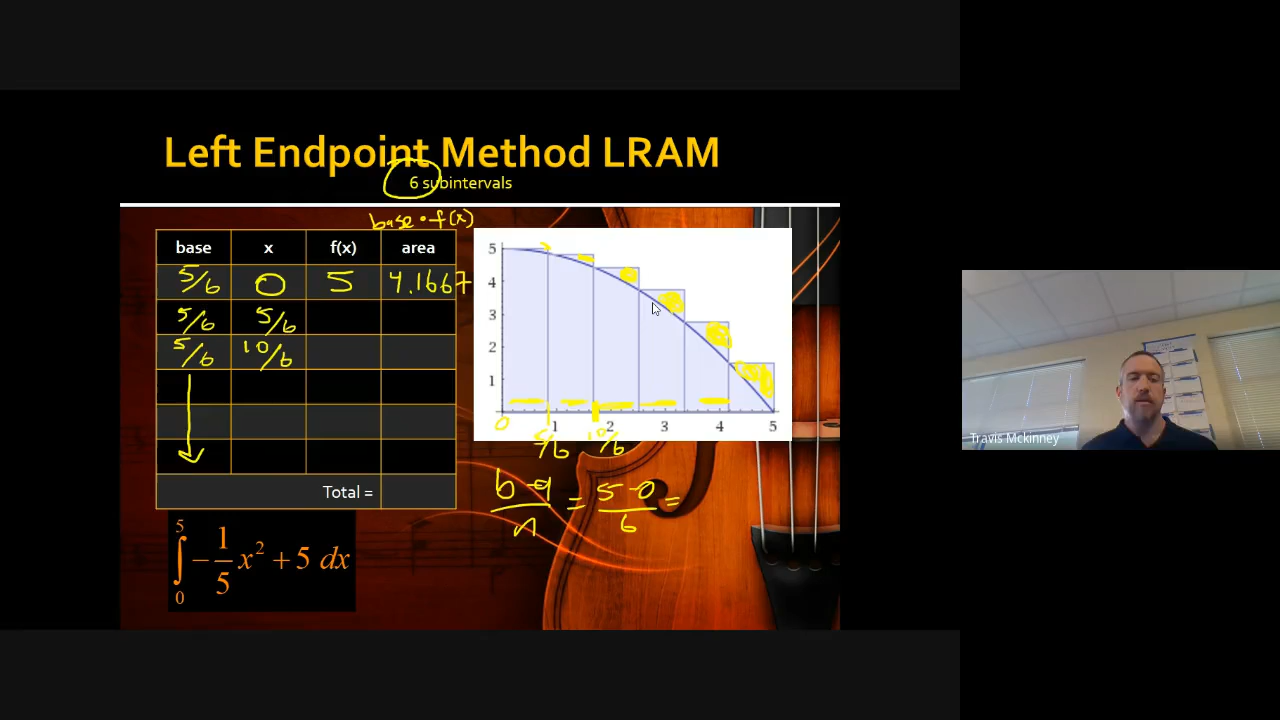 Left Endpoint Method LRAM
6 subintervals
base • f(x)
base x f(x) area
5/6 0 5 4.1667
5/6 5/6
5/6 10/6
Total =
5
4
3
2
1
0 1 2 3 4 5
5/6 10/6
b-a/n = 5-0/6 =
∫₀⁵ -1/5 x² + 5 dx
Travis Mckinney